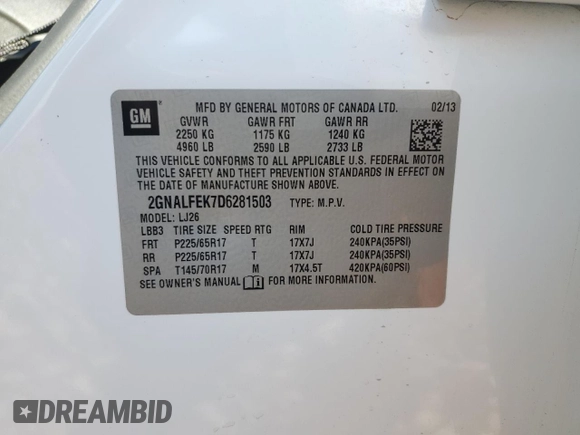 GM
MFD BY GENERAL MOTORS OF CANADA LTD. 02/13
GVWR GAWR FRT GAWR RR
2250 KG 1175 KG 1240 KG
4960 LB 2590 LB 2733 LB
THIS VEHICLE CONFORMS TO ALL APPLICABLE U.S. FEDERAL MOTOR
VEHICLE SAFETY AND THEFT PREVENTION STANDARDS IN EFFECT ON THE
DATE OF MANUFACTURE SHOWN ABOVE.
2GNALFEK7D6281503 TYPE: M.P.V.
MODEL: LJ26
LBB3 TIRE SIZE SPEED RTG RIM COLD TIRE PRESSURE
FRT P225/65R17 T 17X7J 240KPA(35PSI)
RR P225/65R17 T 17X7J 240KPA(35PSI)
SPA T145/70R17 M 17X4.5T 420KPA(60PSI)
SEE OWNER'S MANUAL i FOR MORE INFORMATION.
DREAMBID